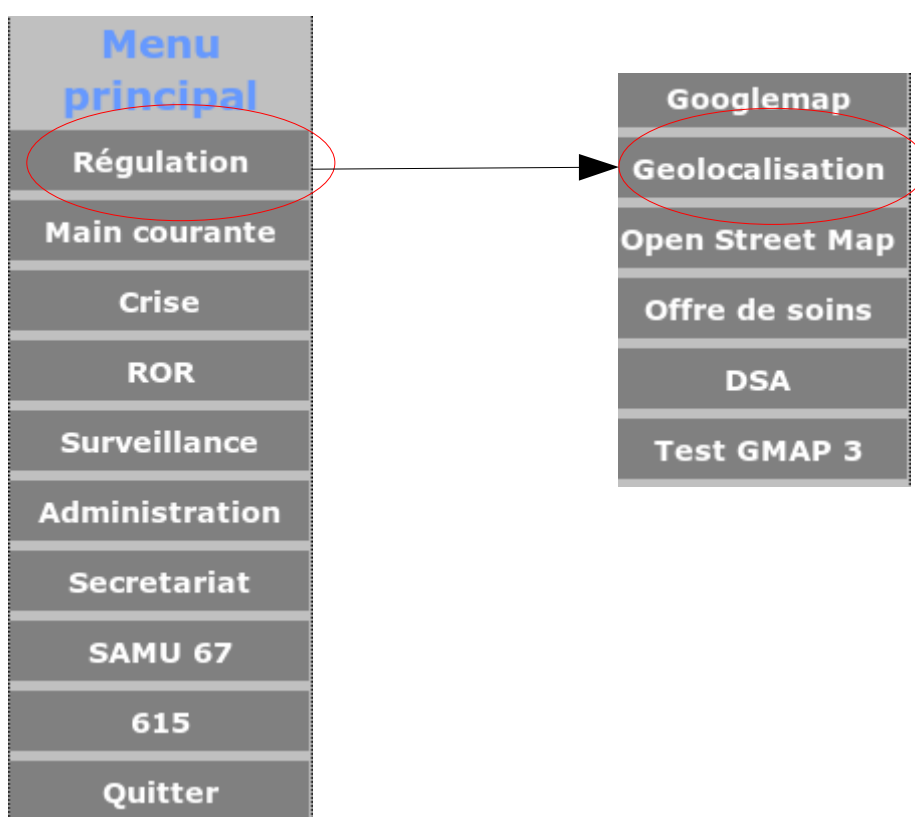 Menu
principal
Régulation
Main courante
Crise
ROR
Surveillance
Administration
Secretariat
SAMU 67
615
Quitter
Googlemap
Geolocalisation
Open Street Map
Offre de soins
DSA
Test GMAP 3